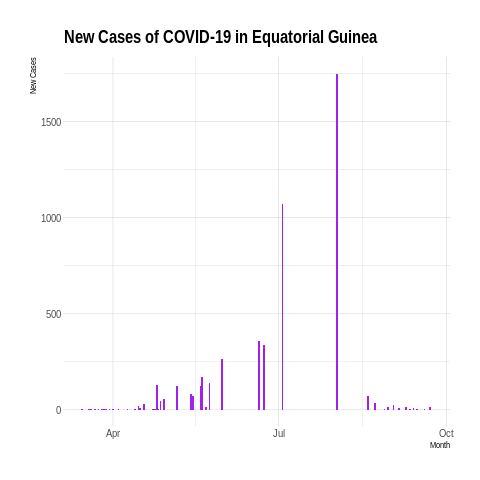 New Cases of COVID-19 in Equatorial Guinea
New Cases
1500
1000
500
0
Apr
Jul
Oct
Month